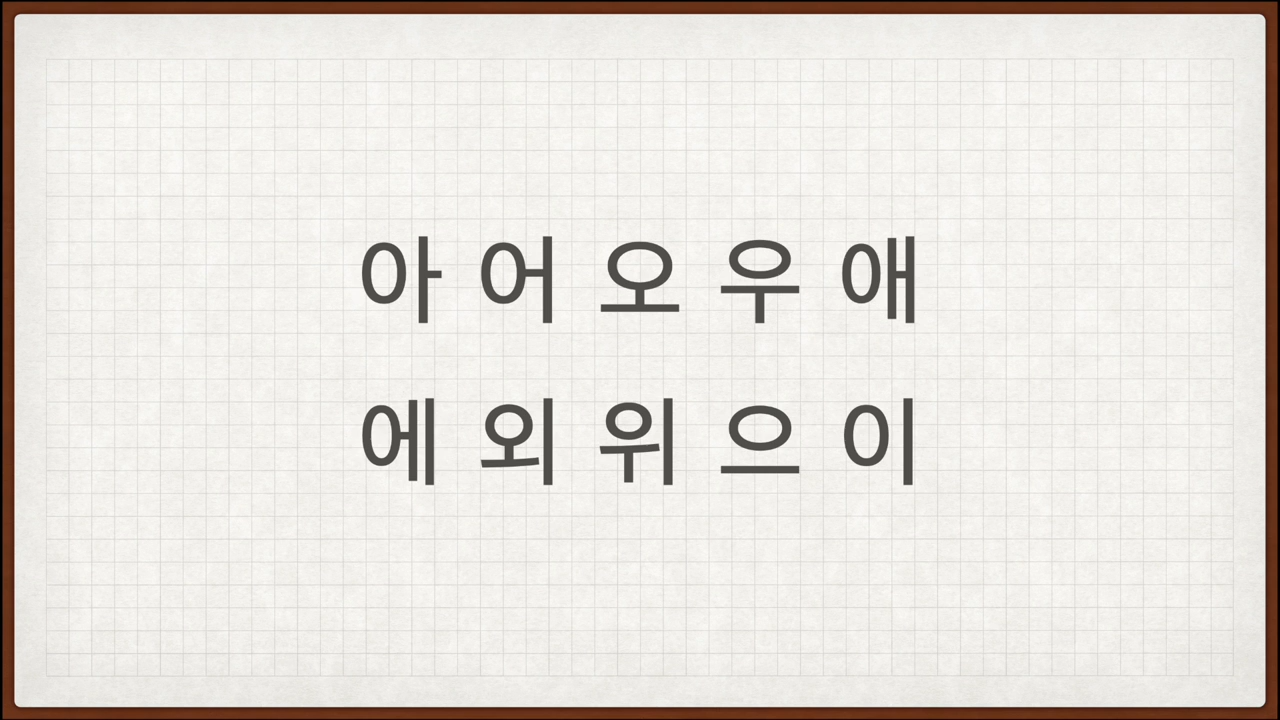 아 어 오 우 애
에 외 위 으 이